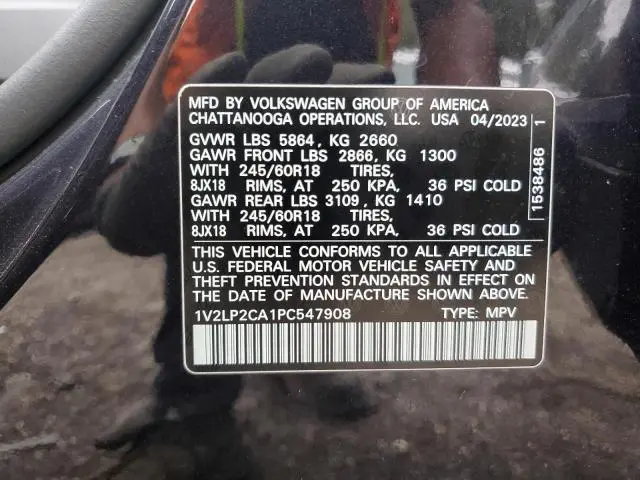 MFD BY VOLKSWAGEN GROUP OF AMERICA
CHATTANOOGA OPERATIONS, LLC. USA 04/2023
GVWR LBS 5864, KG 2660
GAWR FRONT LBS 2866, KG 1300
WITH 245/60R18 TIRES,
8JX18 RIMS, AT 250 KPA, 36 PSI COLD
GAWR REAR LBS 3109, KG 1410
WITH 245/60R18 TIRES,
8JX18 RIMS, AT 250 KPA, 36 PSI COLD
THIS VEHICLE CONFORMS TO ALL APPLICABLE
U.S. FEDERAL MOTOR VEHICLE SAFETY AND
THEFT PREVENTION STANDARDS IN EFFECT ON
THE DATE OF MANUFACTURE SHOWN ABOVE.
1V2LP2CA1PC547908 TYPE: MPV
1538486 1